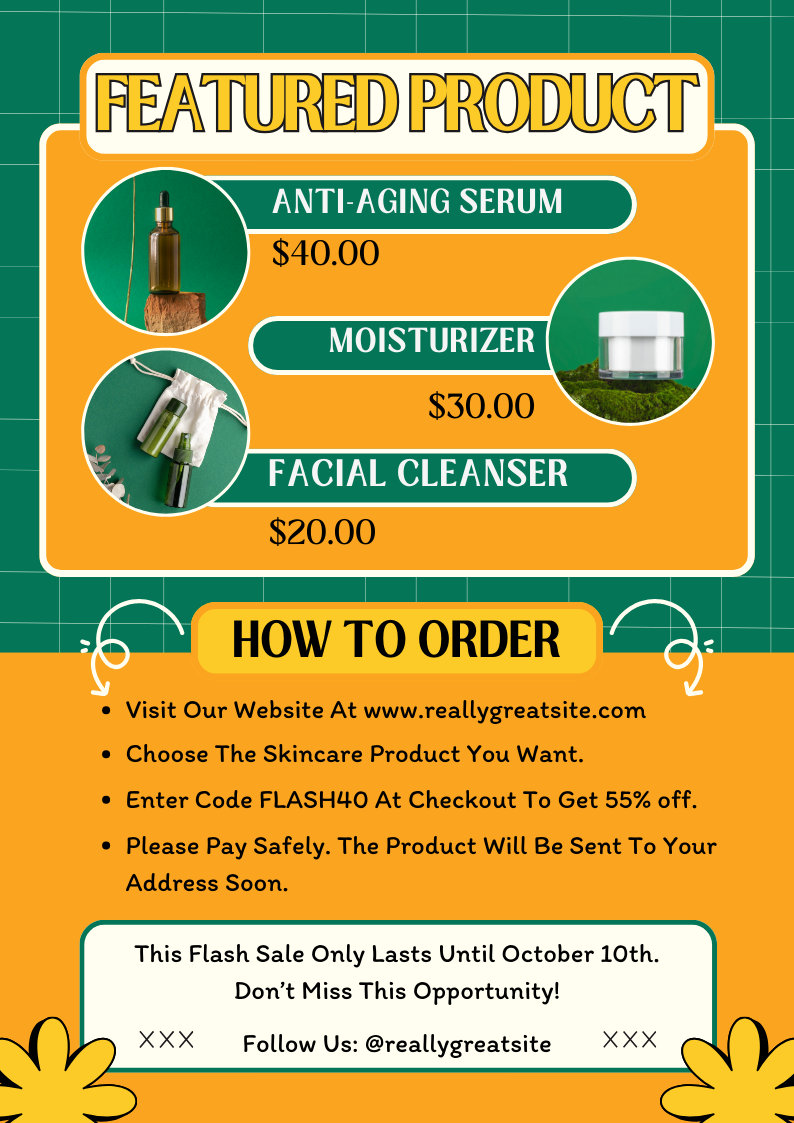 FEATURED PRODUCT
ANTI-AGING SERUM
$40.00
MOISTURIZER
$30.00
FACIAL CLEANSER
$20.00
HOW TO ORDER
• Visit Our Website At www.reallygreatsite.com
• Choose The Skincare Product You Want.
• Enter Code FLASH40 At Checkout To Get 55% off.
• Please Pay Safely. The Product Will Be Sent To Your
Address Soon.
This Flash Sale Only Lasts Until October 10th.
Don't Miss This Opportunity!
XXX Follow Us: @reallygreatsite XXX